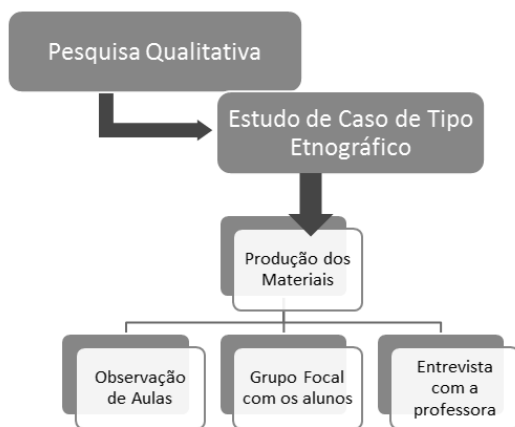 Pesquisa Qualitativa
Estudo de Caso de Tipo
Etnográfico
Produção dos
Materiais
Observação
de Aulas
Grupo Focal
com os alunos
Entrevista
com a
professora